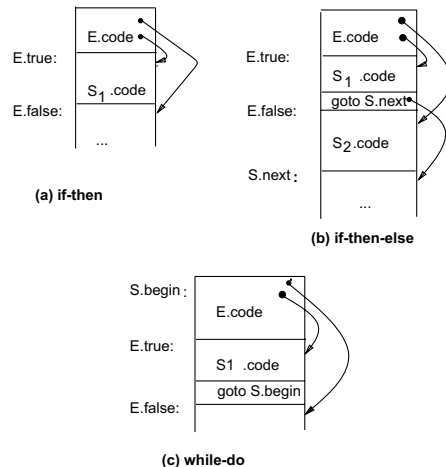 E.code
E.true:
S1 .code
E.false:
...
(a) if-then
E.code
E.true:
S1 .code
goto S.next
E.false:
S2.code
S.next:
...
(b) if-then-else
S.begin:
E.code
E.true:
S1 .code
goto S.begin
E.false:
(c) while-do